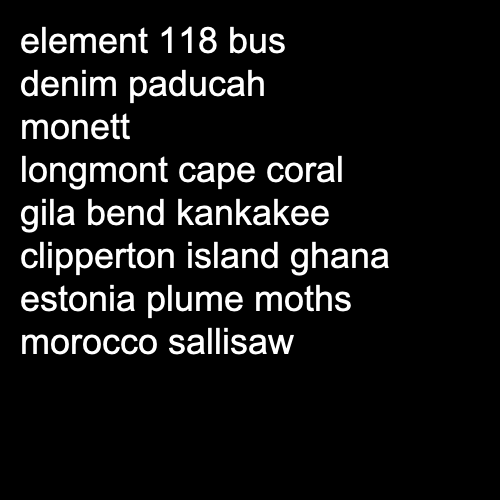 element 118 bus
denim paducah
monett
longmont cape coral
gila bend kankakee
clipperton island ghana
estonia plume moths
morocco sallisaw